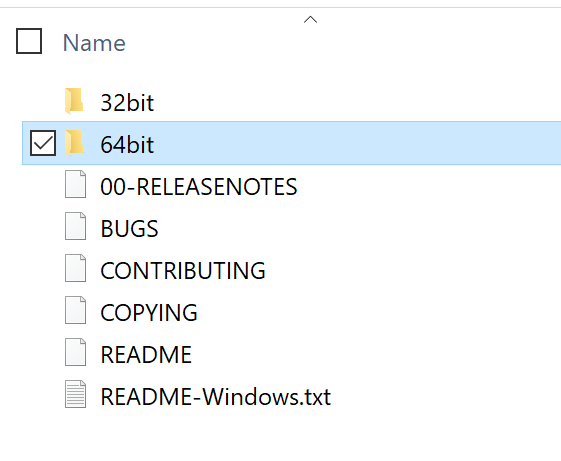 Name
32bit
64bit
00-RELEASENOTES
BUGS
CONTRIBUTING
COPYING
README
README-Windows.txt